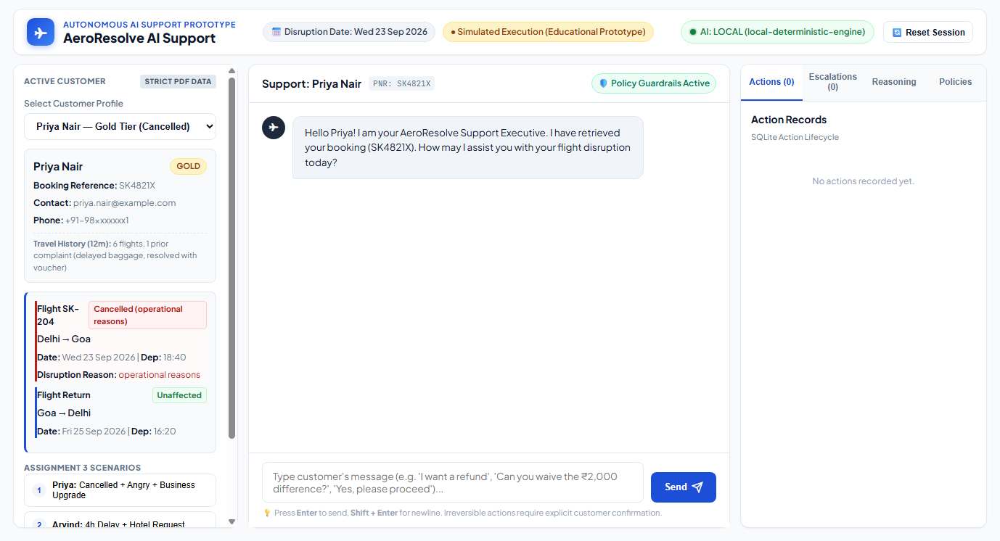 AUTONOMOUS AI SUPPORT PROTOTYPE
AeroResolve AI Support
Disruption Date: Wed 23 Sep 2026
● Simulated Execution (Educational Prototype)
AI: LOCAL (local-deterministic-engine)
Reset Session
ACTIVE CUSTOMER
STRICT PDF DATA
Select Customer Profile
Priya Nair — Gold Tier (Cancelled)
Priya Nair
GOLD
Booking Reference: SK4821X
Contact: priya.nair@example.com
Phone: +91-98xxxxxxx1
Travel History (12m): 6 flights, 1 prior
complaint (delayed baggage, resolved with
voucher)
Flight SK-
204
Cancelled (operational
reasons)
Delhi → Goa
Date: Wed 23 Sep 2026 | Dep: 18:40
Disruption Reason: operational reasons
Flight Return
Unaffected
Goa → Delhi
Date: Fri 25 Sep 2026 | Dep: 16:20
ASSIGNMENT 3 SCENARIOS
1
Priya: Cancelled + Angry + Business
Upgrade
2
Arvind: 4h Delay + Hotel Request
Support: Priya Nair
PNR: SK4821X
Policy Guardrails Active
Hello Priya! I am your AeroResolve Support Executive. I have retrieved
your booking (SK4821X). How may I assist you with your flight disruption
today?
Type customer's message (e.g. 'I want a refund', 'Can you waive the ₹2,000
difference?', 'Yes, please proceed')...
Send
Press Enter to send, Shift + Enter for newline. Irreversible actions require explicit customer confirmation.
Actions (0)
Escalations
(0)
Reasoning
Policies
Action Records
SQLite Action Lifecycle
No actions recorded yet.